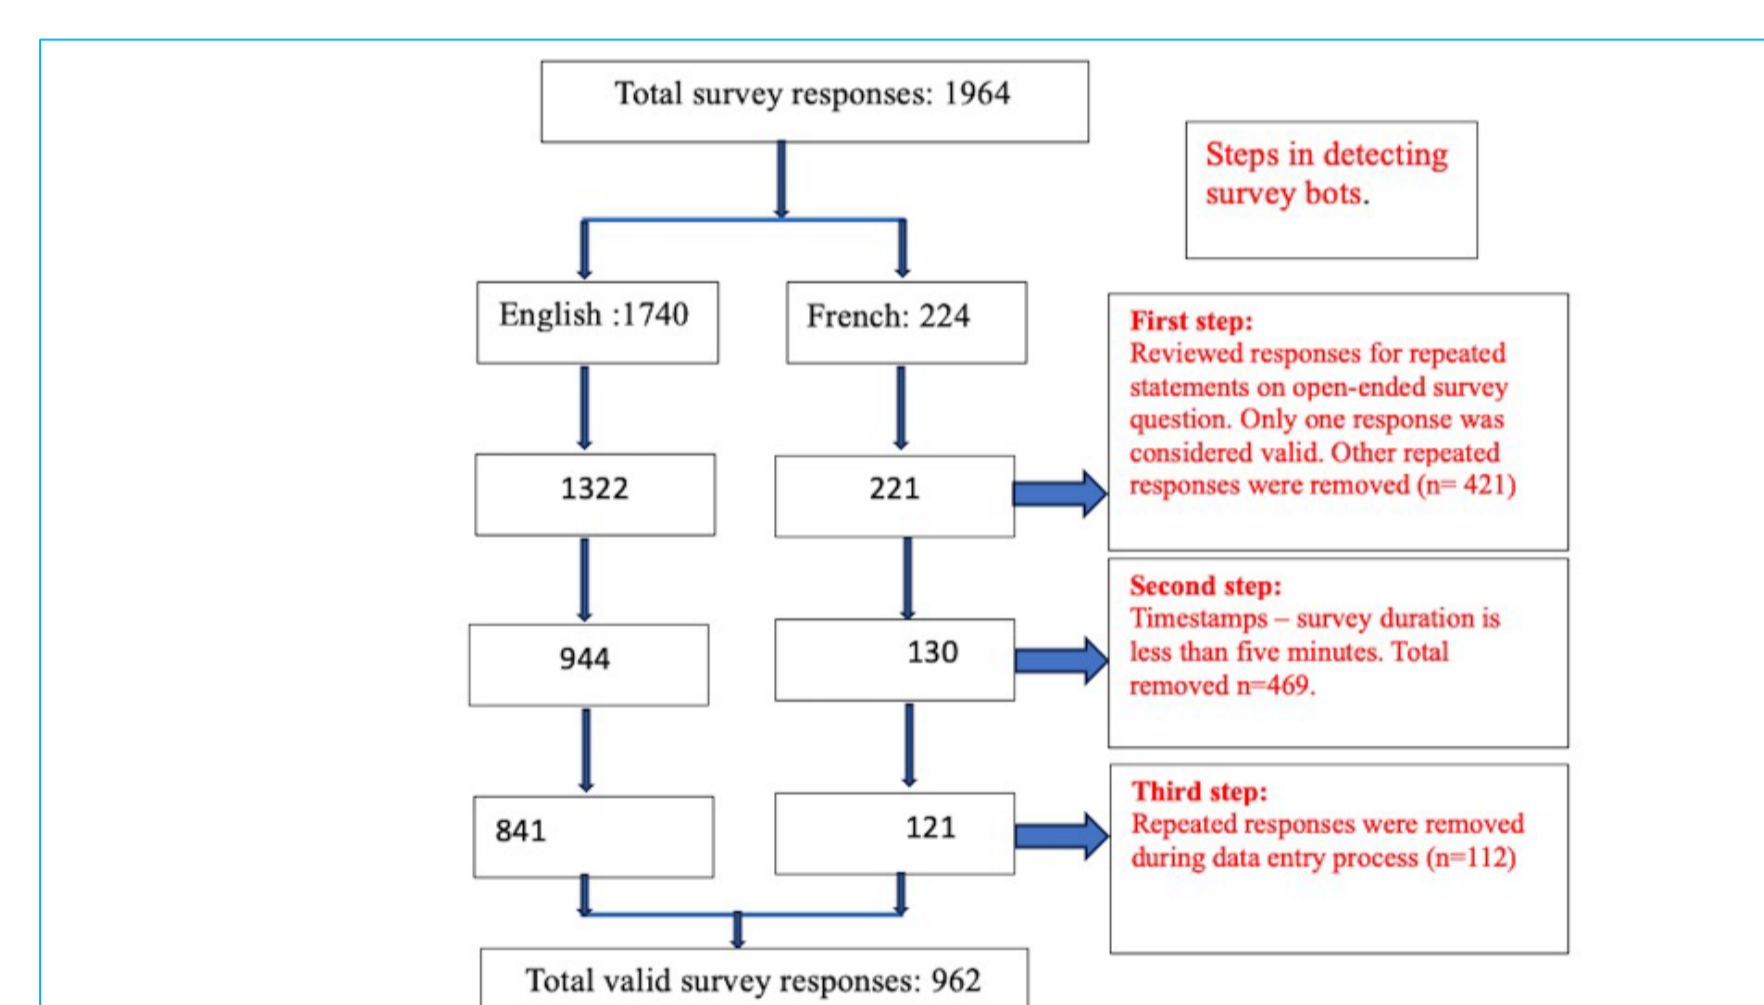 Total survey responses: 1964
Steps in detecting
survey bots.
English :1740
French: 224
First step:
Reviewed responses for repeated
statements on open-ended survey
question. Only one response was
considered valid. Other repeated
responses were removed (n= 421)
1322
221
Second step:
Timestamps – survey duration is
less than five minutes. Total
removed n=469.
944
130
Third step:
Repeated responses were removed
during data entry process (n=112)
841
121
Total valid survey responses: 962